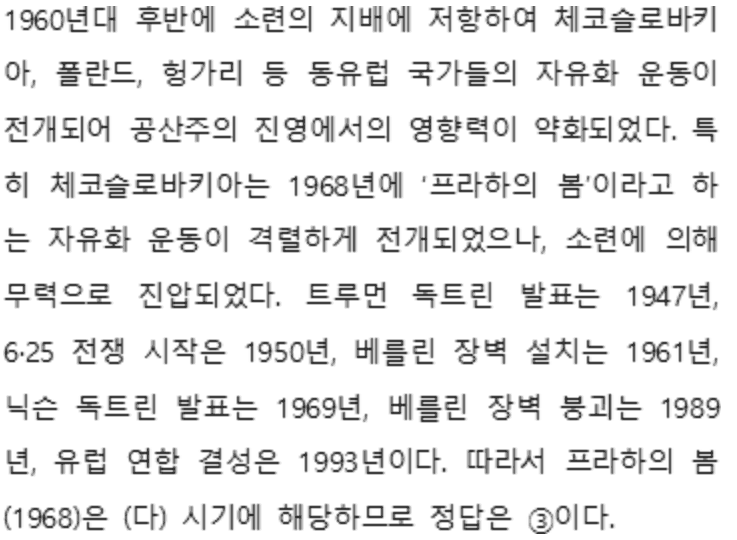 1960년대 후반에 소련의 지배에 저항하여 체코슬로바키
아, 폴란드, 헝가리 등 동유럽 국가들의 자유화 운동이
전개되어 공산주의 진영에서의 영향력이 약화되었다. 특
히 체코슬로바키아는 1968년에 ‘프라하의 봄’이라고 하
는 자유화 운동이 격렬하게 전개되었으나, 소련에 의해
무력으로 진압되었다. 트루먼 독트린 발표는 1947년,
6·25 전쟁 시작은 1950년, 베를린 장벽 설치는 1961년,
닉슨 독트린 발표는 1969년, 베를린 장벽 붕괴는 1989
년, 유럽 연합 결성은 1993년이다. 따라서 프라하의 봄
(1968)은 (다) 시기에 해당하므로 정답은 ③이다.